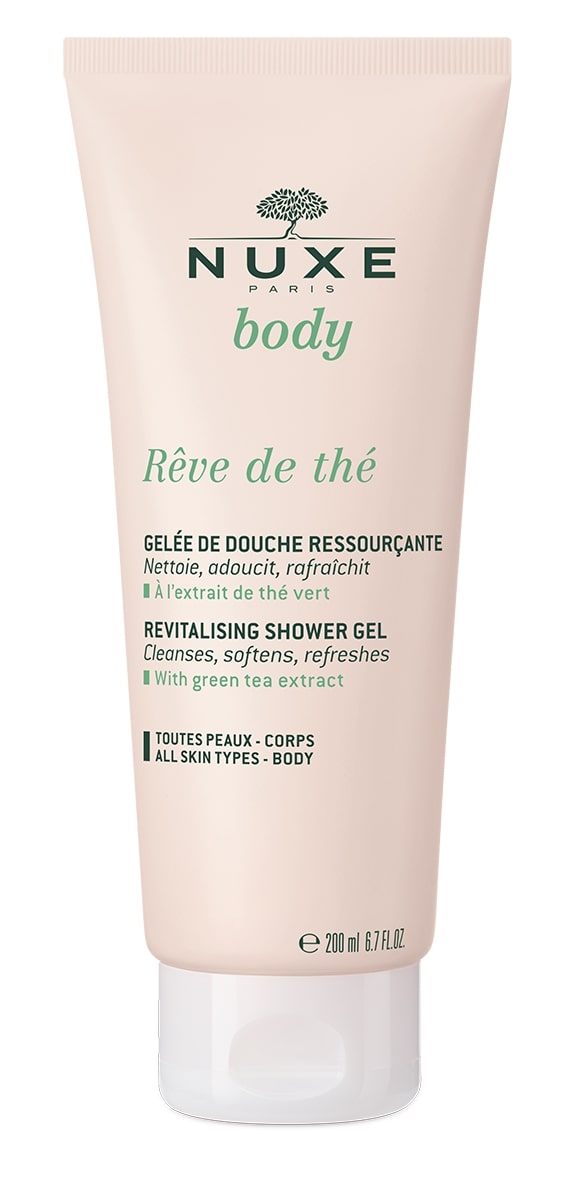 NUXE
PARIS
body
Rêve de thé
GELÉE DE DOUCHE RESSOURÇANTE
Nettoie, adoucit, rafraîchit
À l'extrait de thé vert
REVITALISING SHOWER GEL
Cleanses, softens, refreshes
With green tea extract
TOUTES PEAUX - CORPS
ALL SKIN TYPES - BODY
℮ 200 ml 6.7 FL.OZ.